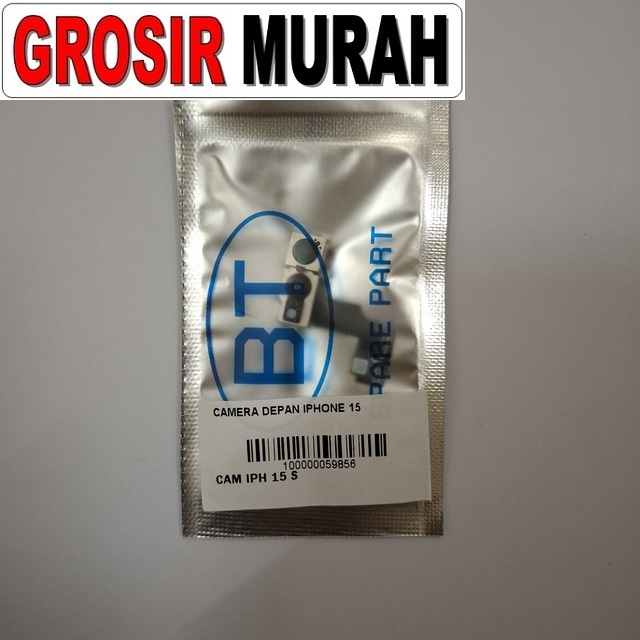 GROSIR MURAH
BT
SPARE PART
CAMERA DEPAN IPHONE 15
100000059856
CAM IPH 15 S